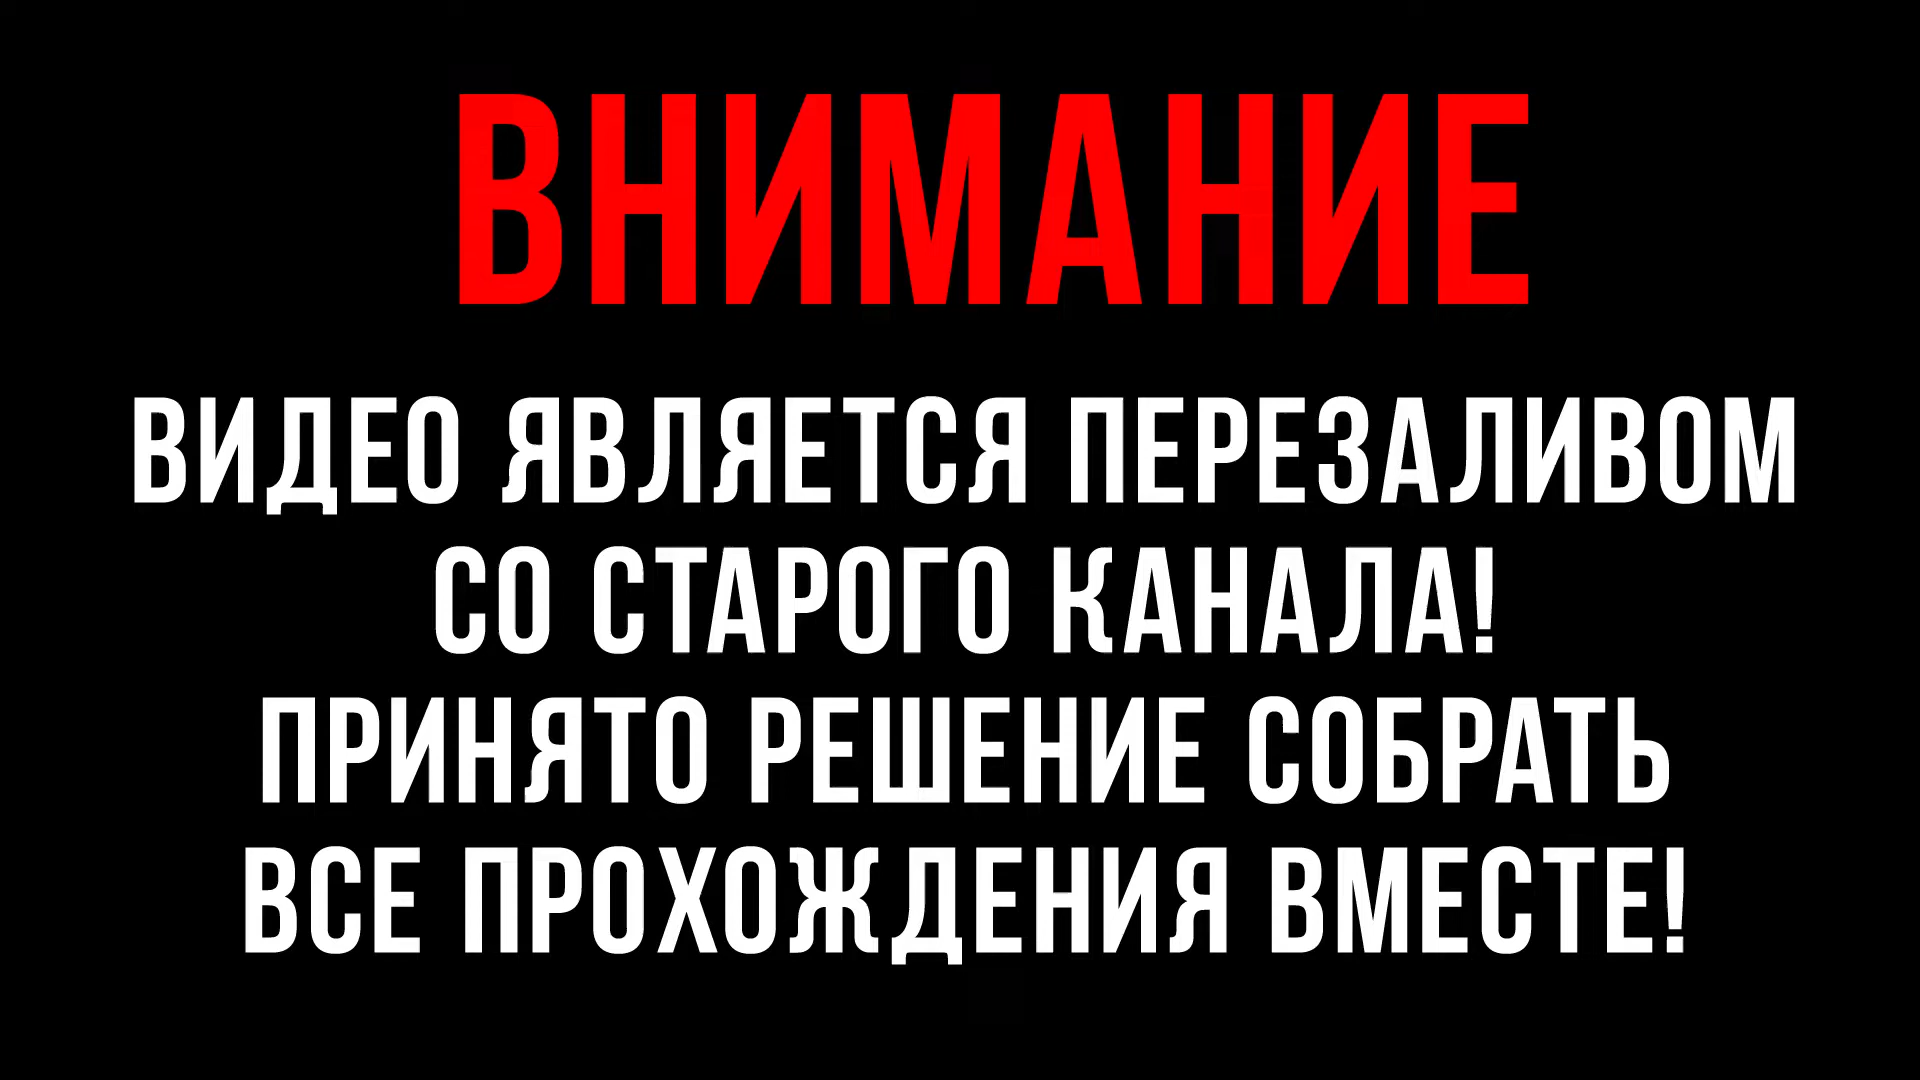 ВНИМАНИЕ
ВИДЕО ЯВЛЯЕТСЯ ПЕРЕЗАЛИВОМ
СО СТАРОГО КАНАЛА!
ПРИНЯТО РЕШЕНИЕ СОБРАТЬ
ВСЕ ПРОХОЖДЕНИЯ ВМЕСТЕ!